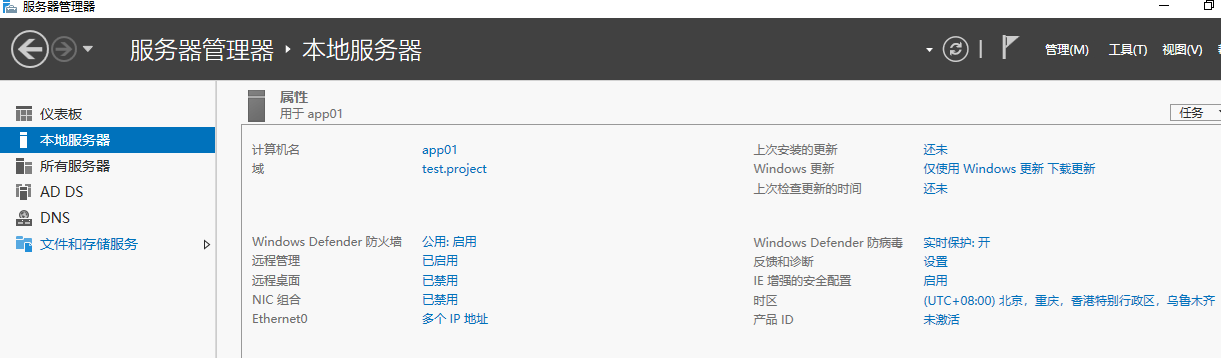 服务器管理器
服务器管理器 · 本地服务器
管理(M) 工具(T) 视图(V)
仪表板
本地服务器
所有服务器
AD DS
DNS
文件和存储服务
属性
用于 app01
任务
计算机名 app01
域 test.project
上次安装的更新 还未
Windows 更新 仅使用 Windows 更新 下载更新
上次检查更新的时间 还未
Windows Defender 防火墙 公用: 启用
远程管理 已启用
远程桌面 已禁用
NIC 组合 已禁用
Ethernet0 多个 IP 地址
Windows Defender 防病毒 实时保护: 开
反馈和诊断 设置
IE 增强的安全配置 启用
时区 (UTC+08:00) 北京，重庆，香港特别行政区，乌鲁木齐
产品 ID 未激活